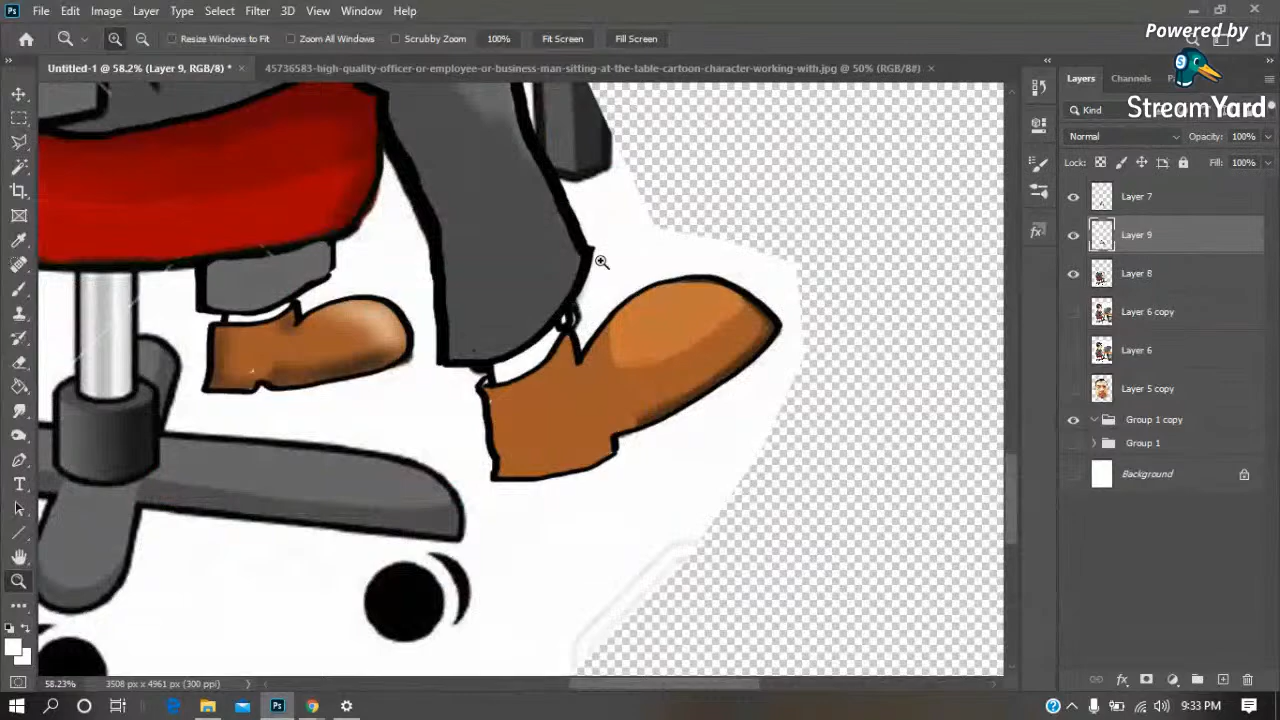 Ps File Edit Image Layer Type Select Filter 3D View Window Help
Powered by
StreamYard
Resize Windows to Fit Zoom All Windows Scrubby Zoom 100% Fit Screen Fill Screen
Untitled-1 @ 58.2% (Layer 9, RGB/8) * × 45736583-high-quality-officer-or-employee-or-business-man-sitting-at-the-table-cartoon-character-working-with.jpg @ 50% (RGB/8#) ×
Layers Channels
Kind
Normal Opacity: 100%
Lock: Fill: 100%
Layer 7
Layer 9
Layer 8
Layer 6 copy
Layer 6
Layer 5 copy
Group 1 copy
Group 1
Background
58.23% 3508 px x 4961 px (300 ppi)
9:33 PM